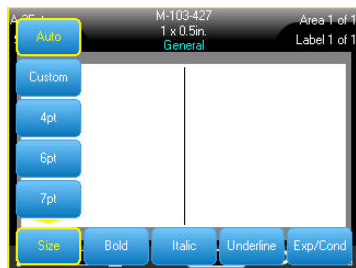 M-103-427
1 x 0.5in.
General
Area 1 of 1
Label 1 of
Auto
Custom
4pt
6pt
7pt
Size
Bold
Italic
Underline
Exp/Cond